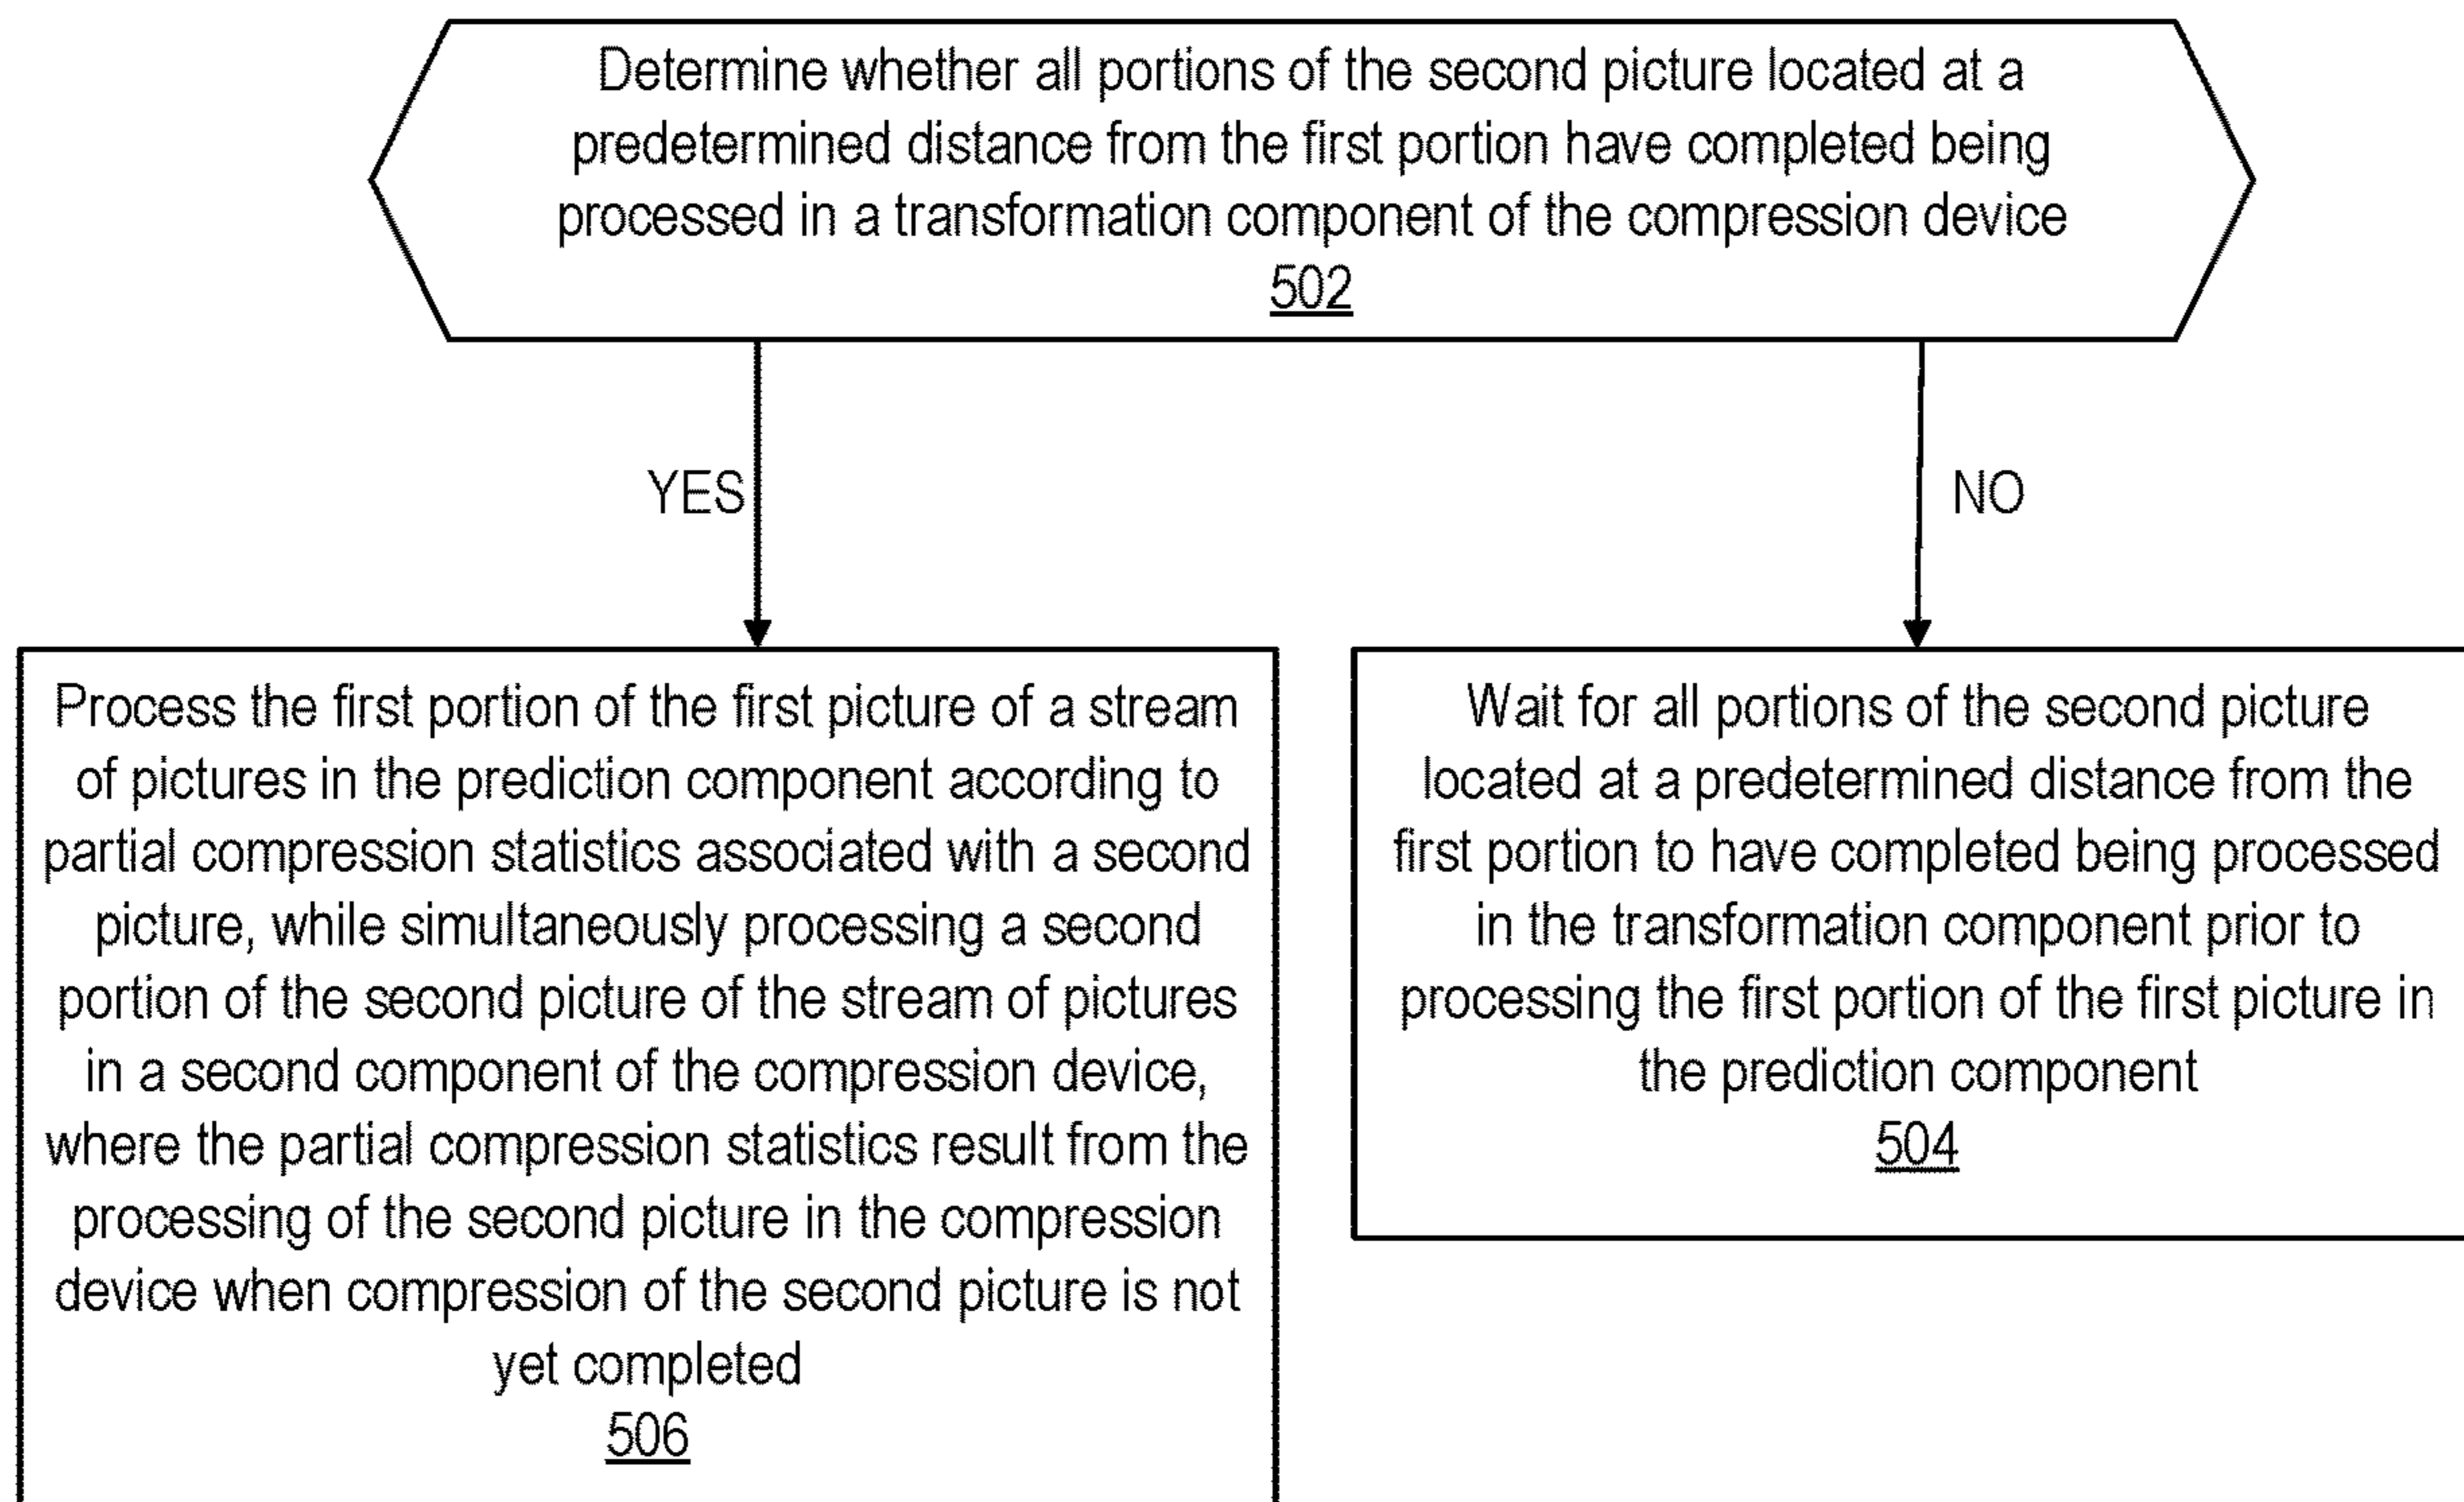 Determine whether all portions of the second picture located at a
predetermined distance from the first portion have completed being
processed in a transformation component of the compression device
502
YES
NO
Process the first portion of the first picture of a stream
of pictures in the prediction component according to
partial compression statistics associated with a second
picture, while simultaneously processing a second
portion of the second picture of the stream of pictures
in a second component of the compression device,
where the partial compression statistics result from the
processing of the second picture in the compression
device when compression of the second picture is not
yet completed
506
Wait for all portions of the second picture
located at a predetermined distance from the
first portion to have completed being processed
in the transformation component prior to
processing the first portion of the first picture in
the prediction component
504